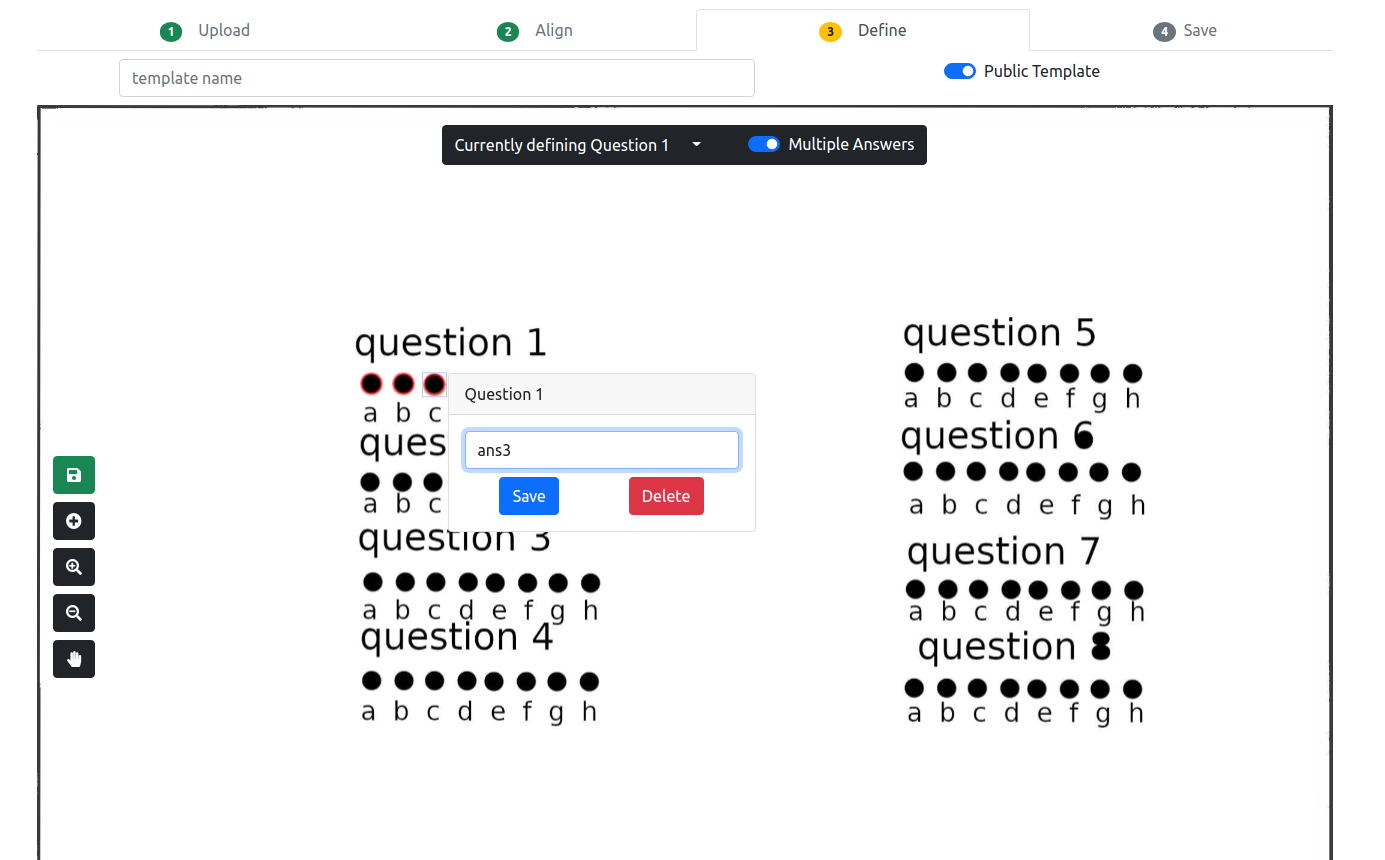 1 Upload
2 Align
3 Define
4 Save
template name
Public Template
Currently defining Question 1
Multiple Answers
question 1
a b c
Question 1
ans3
Save
Delete
ques
a b c
question 3
a b c d e f g h
question 4
a b c d e f g h
question 5
a b c d e f g h
question 6
a b c d e f g h
question 7
a b c d e f g h
question 8
a b c d e f g h